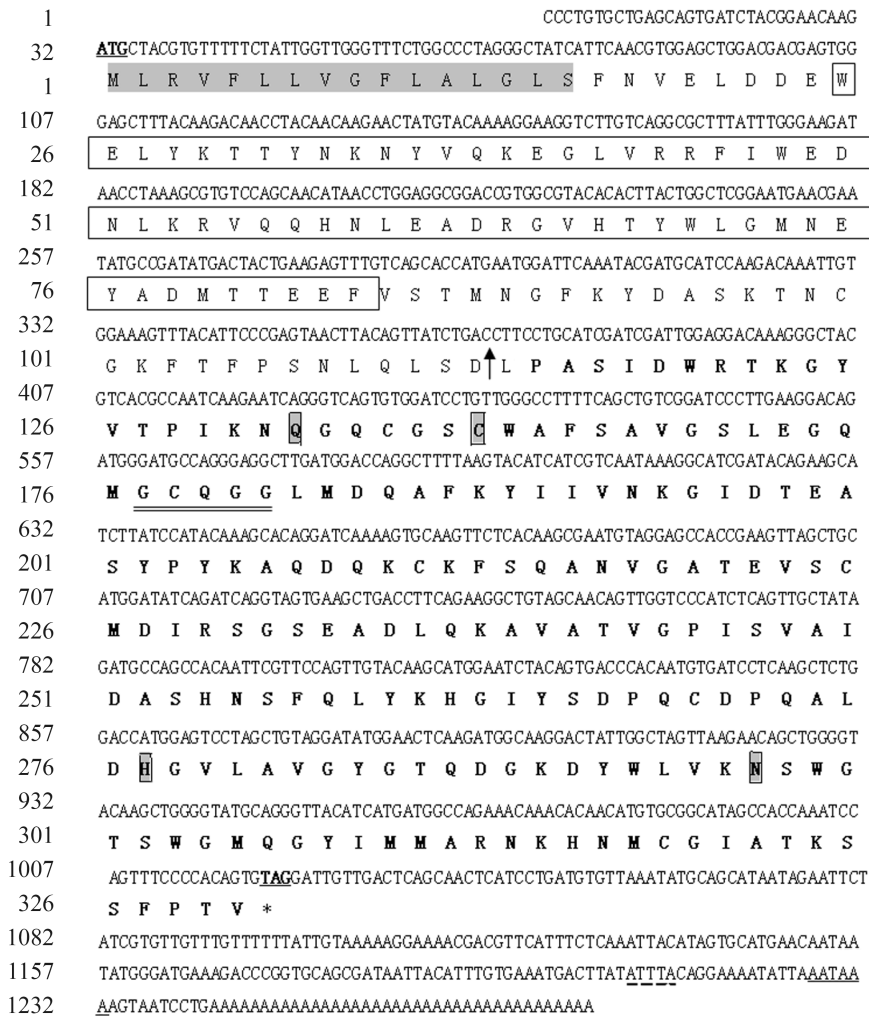 1 CCCTGTGCTGAGCAGTGATCTACGGAACAAG
32 ATGCTACGTGTTTTTCTATTGGTTGGGTTTCTGGCCCTAGGGCTATCATTCAACGTGGAGCTGGACGACGAGTGG
1 M L R V F L L V G F L A L G L S F N V E L D D E W
107 GAGCTTTACAAGACAACCTACAACAAGAACTATGTACAAAAGGAAGGTCTTGTCAGGCGCTTTATTTGGGAAGAT
26 E L Y K T T Y N K N Y V Q K E G L V R R F I W E D
182 AACCTAAAGCGTGTCCAGCAACATAACCTGGAGGCGGACCGTGGCGTACACACTTACTGGCTCGGAATGAACGAA
51 N L K R V Q Q H N L E A D R G V H T Y W L G M N E
257 TATGCCGATATGACTACTGAAGAGTTTGTCAGCACCATGAATGGATTCAAATACGATGCATCCAAGACAAATTGT
76 Y A D M T T E E F V S T M N G F K Y D A S K T N C
332 GGAAAGTTTACATTCCCGAGTAACTTACAGTTATCTGACCTTCCTGCATCGATCGATTGGAGGACAAAGGGCTAC
101 G K F T F P S N L Q L S D L P A S I D W R T K G Y
407 GTCACGCCAATCAAGAATCAGGGTCAGTGTGGATCCTGTTGGGCCTTTTCAGCTGTCGGATCCCTTGAAGGACAG
126 V T P I K N Q G Q C G S C W A F S A V G S L E G Q
557 ATGGGATGCCAGGGAGGCTTGATGGACCAGGCTTTTAAGTACATCATCGTCAATAAAGGCATCGATACAGAAGCA
176 M G C Q G G L M D Q A F K Y I I V N K G I D T E A
632 TCTTATCCATACAAAGCACAGGATCAAAAGTGCAAGTTCTCACAAGCGAATGTAGGAGCCACCGAAGTTAGCTGC
201 S Y P Y K A Q D Q K C K F S Q A N V G A T E V S C
707 ATGGATATCAGATCAGGTAGTGAAGCTGACCTTCAGAAGGCTGTAGCAACAGTTGGTCCCATCTCAGTTGCTATA
226 M D I R S G S E A D L Q K A V A T V G P I S V A I
782 GATGCCAGCCACAATTCGTTCCAGTTGTACAAGCATGGAATCTACAGTGACCCACAATGTGATCCTCAAGCTCTG
251 D A S H N S F Q L Y K H G I Y S D P Q C D P Q A L
857 GACCATGGAGTCCTAGCTGTAGGATATGGAACTCAAGATGGCAAGGACTATTGGCTAGTTAAGAACAGCTGGGGT
276 D H G V L A V G Y G T Q D G K D Y W L V K N S W G
932 ACAAGCTGGGGTATGCAGGGTTACATCATGATGGCCAGAAACAAACACAACATGTGCGGCATAGCCACCAAATCC
301 T S W G M Q G Y I M M A R N K H N M C G I A T K S
1007 AGTTTCCCCACAGTGTAGGATTGTTGACTCAGCAACTCATCCTGATGTGTTAAATATGCAGCATAATAGAATTCT
326 S F P T V *
1082 ATCGTGTTGTTTGTTTTTTATTGTAAAAAGGAAAACGACGTTCATTTCTCAAATTACATAGTGCATGAACAATAA
1157 TATGGGATGAAAGACCCGGTGCAGCGATAATTACATTTGTGAAATGACTTATATTTACAGGAAAATATTAAATAA
1232 AAGTAATCCTGAAAAAAAAAAAAAAAAAAAAAAAAAAAAAAAAAAAAA